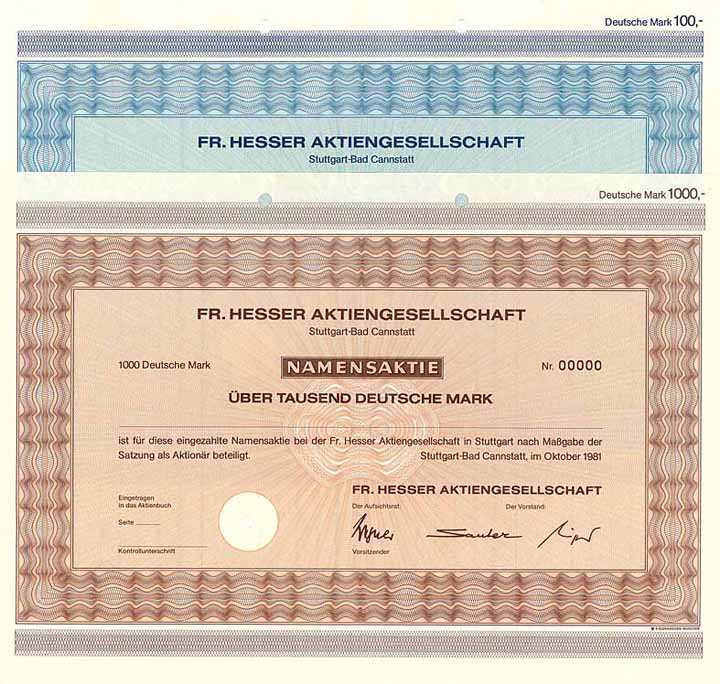 Deutsche Mark 100,-
FR. HESSER AKTIENGESELLSCHAFT
Stuttgart-Bad Cannstatt
Deutsche Mark 1000,-
FR. HESSER AKTIENGESELLSCHAFT
Stuttgart-Bad Cannstatt
1000 Deutsche Mark NAMENSAKTIE Nr. 00000
ÜBER TAUSEND DEUTSCHE MARK
ist für diese eingezahlte Namensaktie bei der Fr. Hesser Aktiengesellschaft in Stuttgart nach Maßgabe der
Satzung als Aktionär beteiligt. Stuttgart-Bad Cannstatt, im Oktober 1981
FR. HESSER AKTIENGESELLSCHAFT
Eingetragen
in das Aktienbuch
Der Aufsichtsrat: Der Vorstand:
Seite
Sauter
Kontrollunterschrift
Vorsitzender